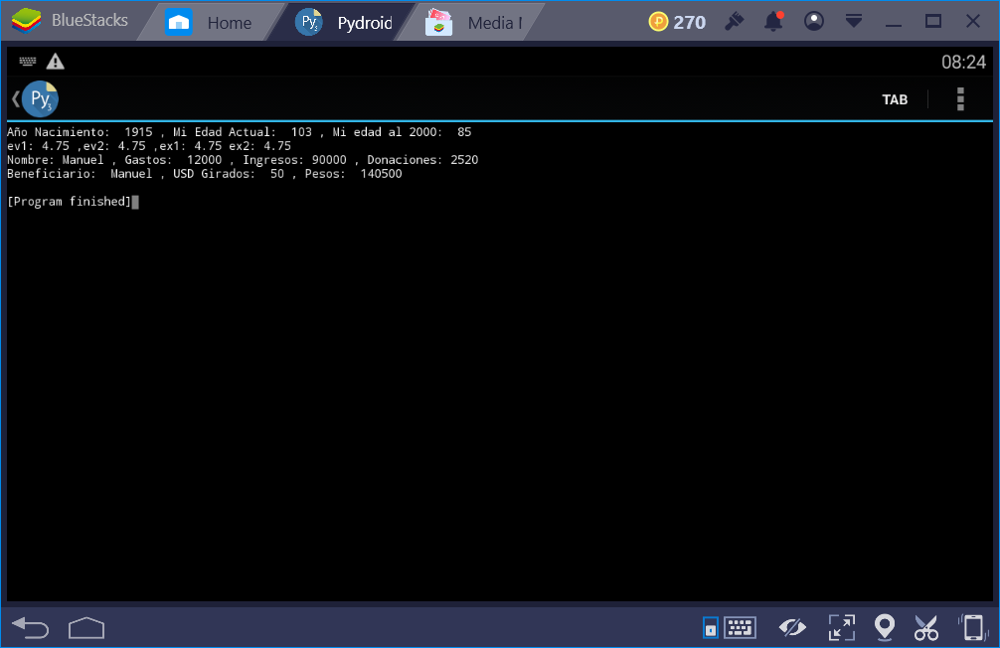 BlueStacks Home Pydroid Media 270
08:24
Py3 TAB
Año Nacimiento:  1915 , Mi Edad Actual:  103 , Mi edad al 2000:  85
ev1: 4.75 ,ev2: 4.75 ,ex1: 4.75 ex2: 4.75
Nombre: Manuel , Gastos:  12000 , Ingresos: 90000 , Donaciones: 2520
Beneficiario:  Manuel , USD Girados:  50 , Pesos:  140500
[Program finished]